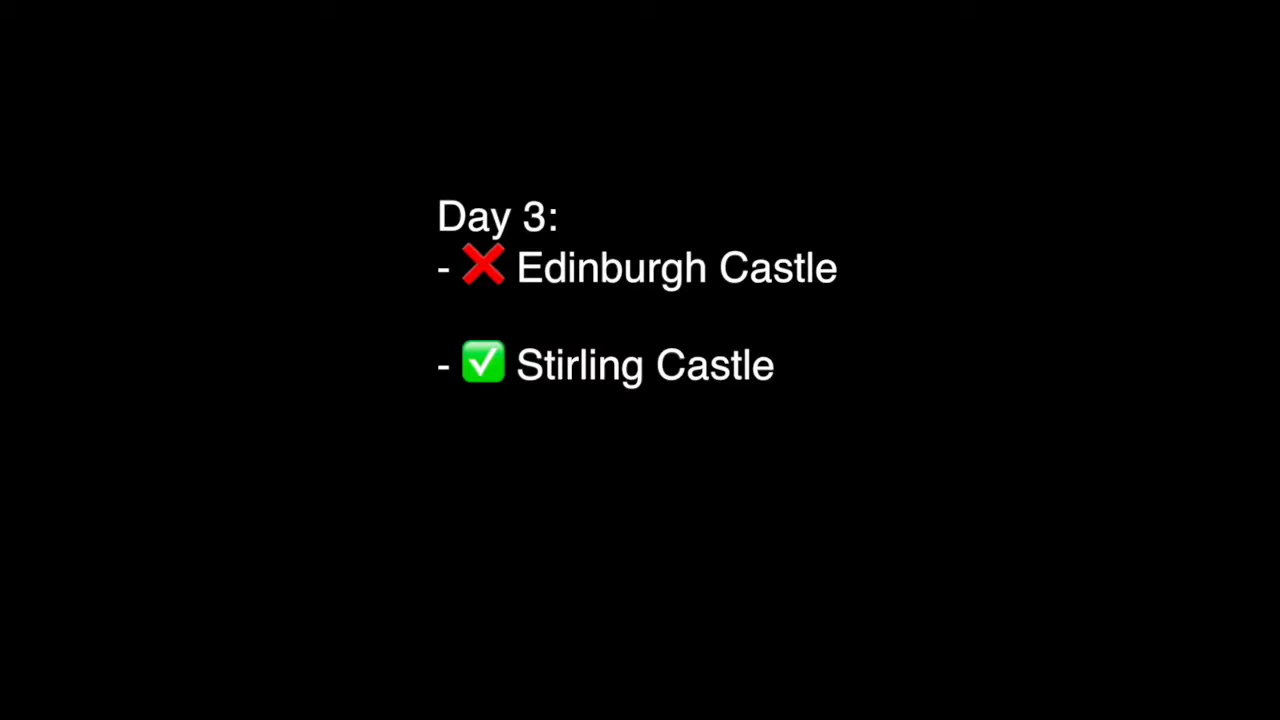 Day 3:
- ❌ Edinburgh Castle
- ✅ Stirling Castle